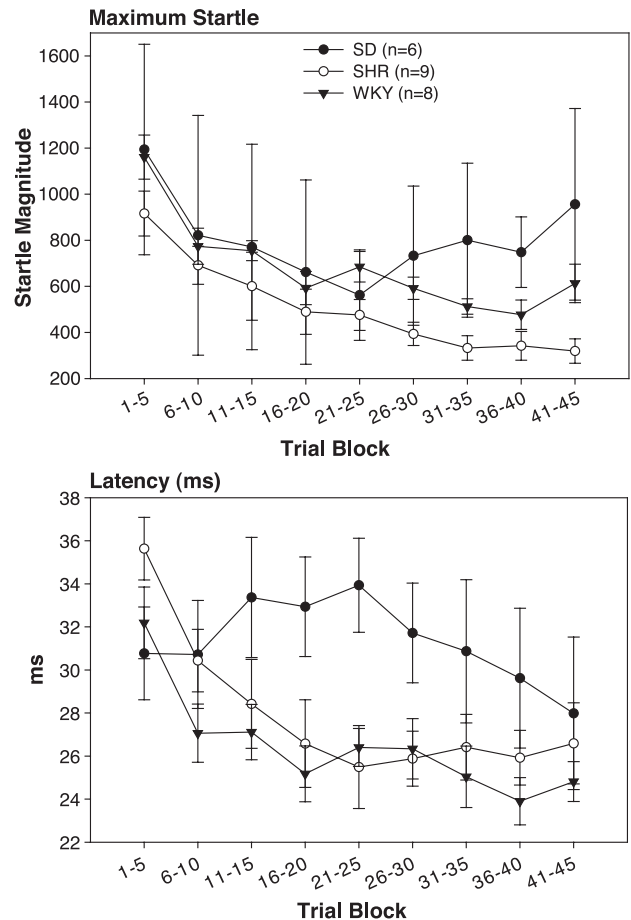 Maximum Startle
SD (n=6)
SHR (n=9)
WKY (n=8)
Startle Magnitude
1600
1400
1200
1000
800
600
400
200
1-5 6-10 11-15 16-20 21-25 26-30 31-35 36-40 41-45
Trial Block
Latency (ms)
ms
38
36
34
32
30
28
26
24
22
1-5 6-10 11-15 16-20 21-25 26-30 31-35 36-40 41-45
Trial Block